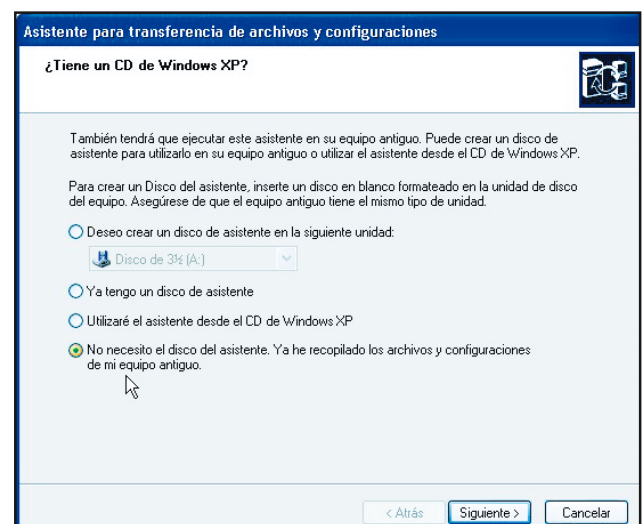 Asistente para transferencia de archivos y configuraciones
¿Tiene un CD de Windows XP?
También tendrá que ejecutar este asistente en su equipo antiguo. Puede crear un disco de
asistente para utilizarlo en su equipo antiguo o utilizar el asistente desde el CD de Windows XP.
Para crear un Disco del asistente, inserte un disco en blanco formateado en la unidad de disco
del equipo. Asegúrese de que el equipo antiguo tiene el mismo tipo de unidad.
Deseo crear un disco de asistente en la siguiente unidad:
Disco de 3½ (A:)
Ya tengo un disco de asistente
Utilizaré el asistente desde el CD de Windows XP
No necesito el disco del asistente. Ya he recopilado los archivos y configuraciones
de mi equipo antiguo.
< Atrás Siguiente > Cancelar